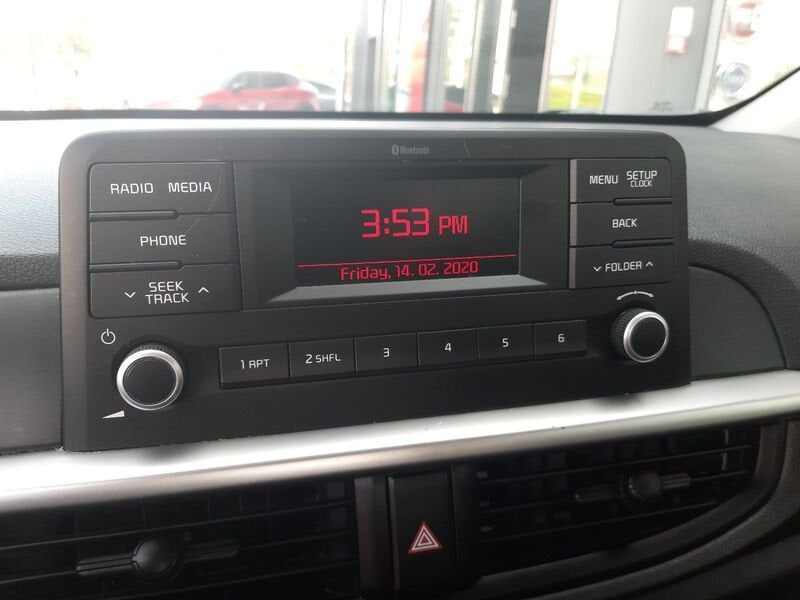 Bluetooth
RADIO MEDIA
PHONE
SEEK
TRACK
3:53 PM
Friday, 14. 02. 2020
MENU SETUP
CLOCK
BACK
FOLDER
1 RPT
2 SHFL
3
4
5
6